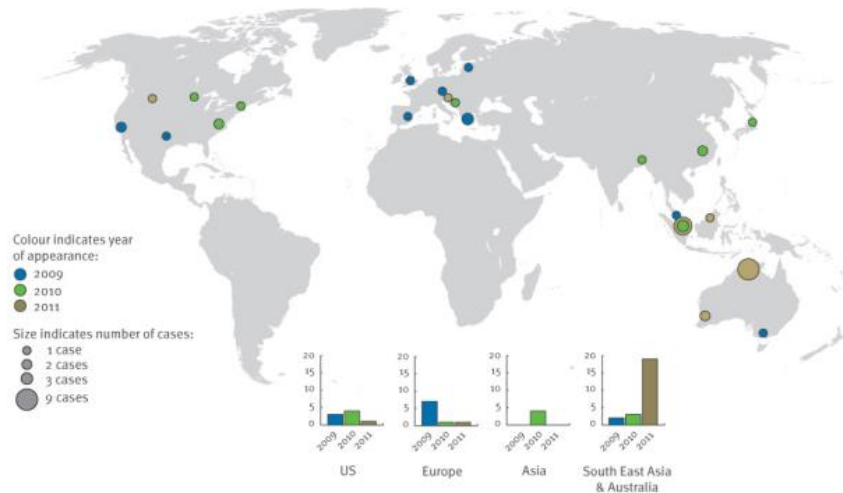 Colour indicates year
of appearance:
2009
2010
2011
Size indicates number of cases:
1 case
2 cases
3 cases
9 cases
20
15
10
5
0
2009
2010
2011
US
20
15
10
5
0
2009
2010
2011
Europe
20
15
10
5
0
2009
2010
2011
Asia
20
15
10
5
0
2009
2010
2011
South East Asia
& Australia